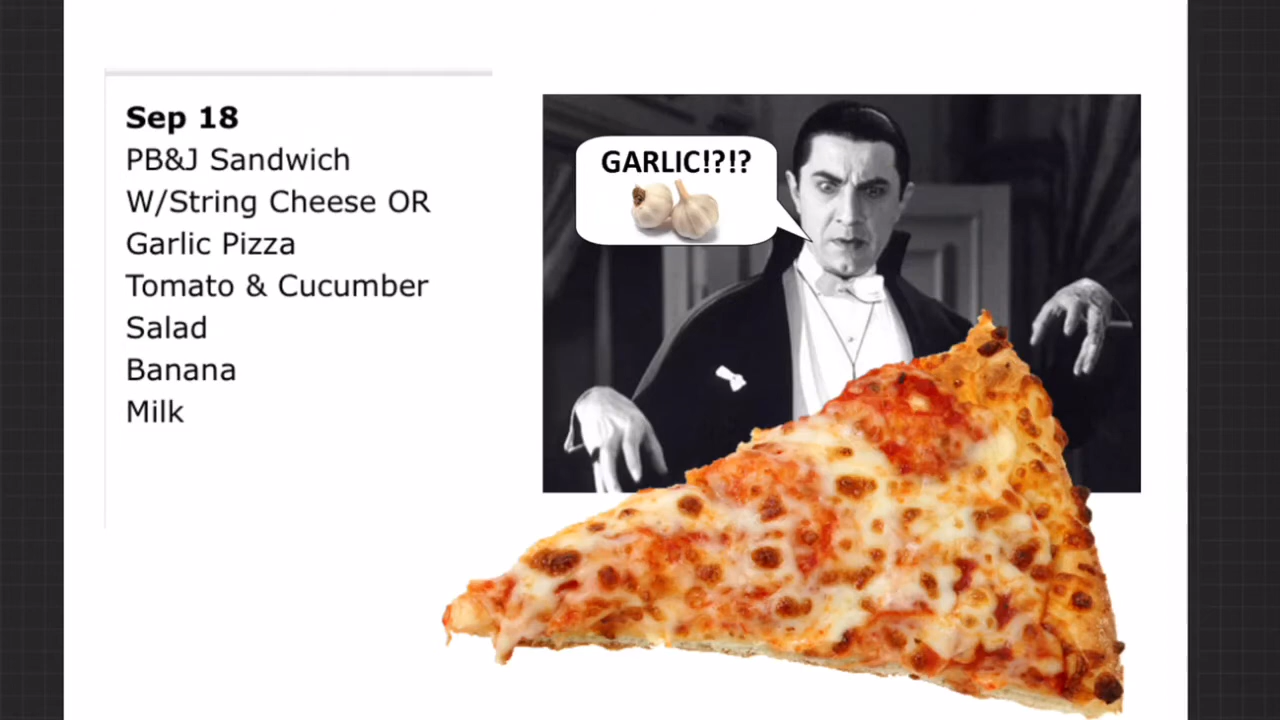 Sep 18
PB&J Sandwich
W/String Cheese OR
Garlic Pizza
Tomato & Cucumber
Salad
Banana
Milk
GARLIC!?!?